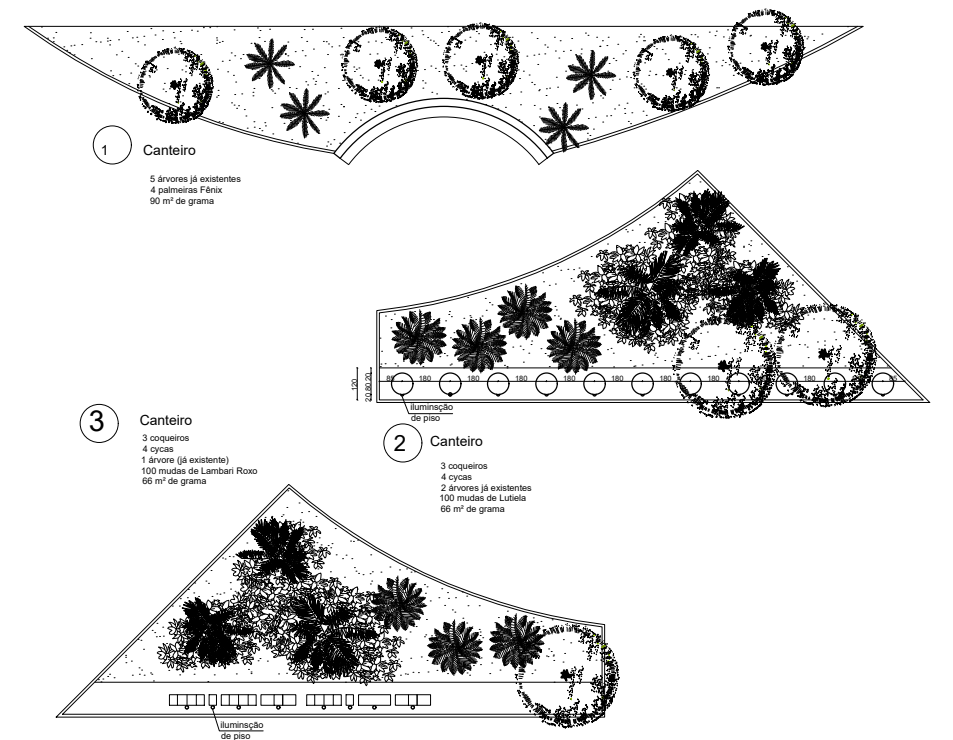 1
Canteiro
5 árvores já existentes
4 palmeiras Fênix
90 m² de grama
120
20 80 20
85 180 180 180 180 180 180 180 180 180 85
iluminsção
de piso
2
Canteiro
3 coqueiros
4 cycas
2 árvores já existentes
100 mudas de Lutiela
66 m² de grama
3
Canteiro
3 coqueiros
4 cycas
1 árvore (já existente)
100 mudas de Lambari Roxo
66 m² de grama
iluminsção
de piso